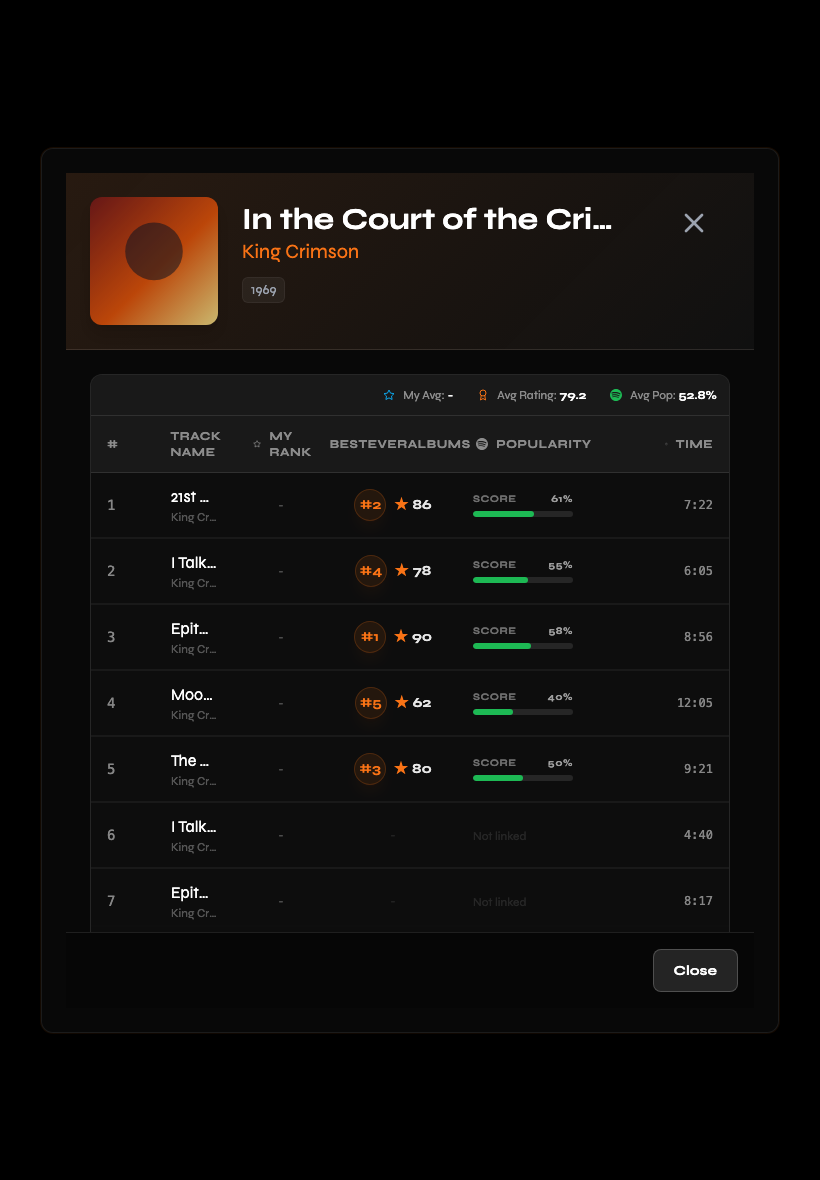 In the Court of the Cri...
King Crimson
1969
My Avg: - Avg Rating: 79.2 Avg Pop: 52.8%
# TRACK NAME MY RANK BESTEVERALBUMS POPULARITY TIME
1 21st ... - #2 ★ 86 SCORE 61% 7:22
King Cr...
2 I Talk... - #4 ★ 78 SCORE 55% 6:05
King Cr...
3 Epit... - #1 ★ 90 SCORE 58% 8:56
King Cr...
4 Moo... - #5 ★ 62 SCORE 40% 12:05
King Cr...
5 The ... - #3 ★ 80 SCORE 50% 9:21
King Cr...
6 I Talk... - - Not linked 4:40
King Cr...
7 Epit... - - Not linked 8:17
King Cr...
Close